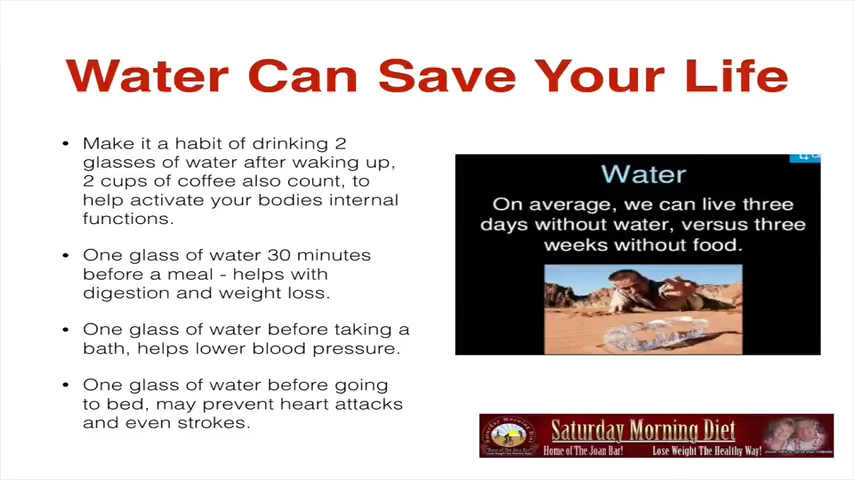 Water Can Save Your Life
• Make it a habit of drinking 2
glasses of water after waking up,
2 cups of coffee also count, to
help activate your bodies internal
functions.
• One glass of water 30 minutes
before a meal - helps with
digestion and weight loss.
• One glass of water before taking a
bath, helps lower blood pressure.
• One glass of water before going
to bed, may prevent heart attacks
and even strokes.
Water
On average, we can live three
days without water, versus three
weeks without food.
Saturday Morning Diet
Home of The Joan Bar! Lose Weight The Healthy Way!